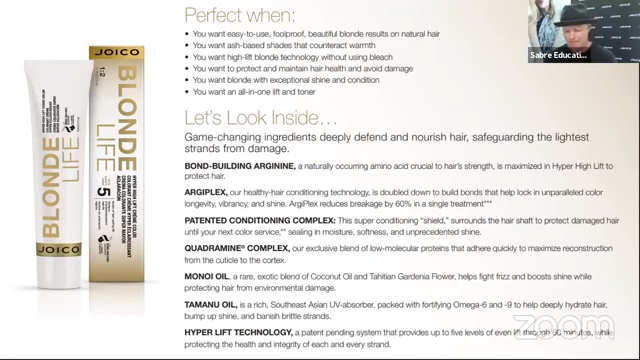 Perfect when:
• You want easy-to-use, foolproof, beautiful blonde results on natural hair
• You want ash-based shades that counteract warmth
• You want high-lift blonde technology without using bleach
• You want to protect and maintain hair health and avoid damage
• You want blonde with exceptional shine and condition
• You want an all-in-one lift and toner
Let's Look Inside…
Game-changing ingredients deeply defend and nourish hair, safeguarding the lightest
strands from damage.
BOND-BUILDING ARGININE, a naturally occurring amino acid crucial to hair's strength, is maximized in Hyper High Lift to
protect hair.
ARGIPLEX, our healthy-hair conditioning technology, is doubled down to build bonds that help lock in unparalleled color
longevity, vibrancy, and shine. ArgiPlex reduces breakage by 60% in a single treatment***
PATENTED CONDITIONING COMPLEX: This super conditioning “shield,” surrounds the hair shaft to protect damaged hair
until your next color service,** sealing in moisture, softness, and unprecedented shine.
QUADRAMINE® COMPLEX, our exclusive blend of low-molecular proteins that adhere quickly to maximize reconstruction
from the cuticle to the cortex.
MONOI OIL, a rare, exotic blend of Coconut Oil and Tahitian Gardenia Flower, helps fight frizz and boosts shine while
protecting hair from environmental damage.
TAMANU OIL, is a rich, Southeast Asian UV-absorber, packed with fortifying Omega-6 and -9 to help deeply hydrate hair,
bump up shine, and banish brittle strands.
HYPER LIFT TECHNOLOGY, a patent pending system that provides up to five levels of even lift through 60 minutes, while
protecting the health and integrity of each and every strand.
JOICO
1:2
BLONDE
LIFE
HYPER HIGH LIFT CRÈME COLOR
5
BLONDE
LIFE
JOICO
Sabre Educati...
zoom